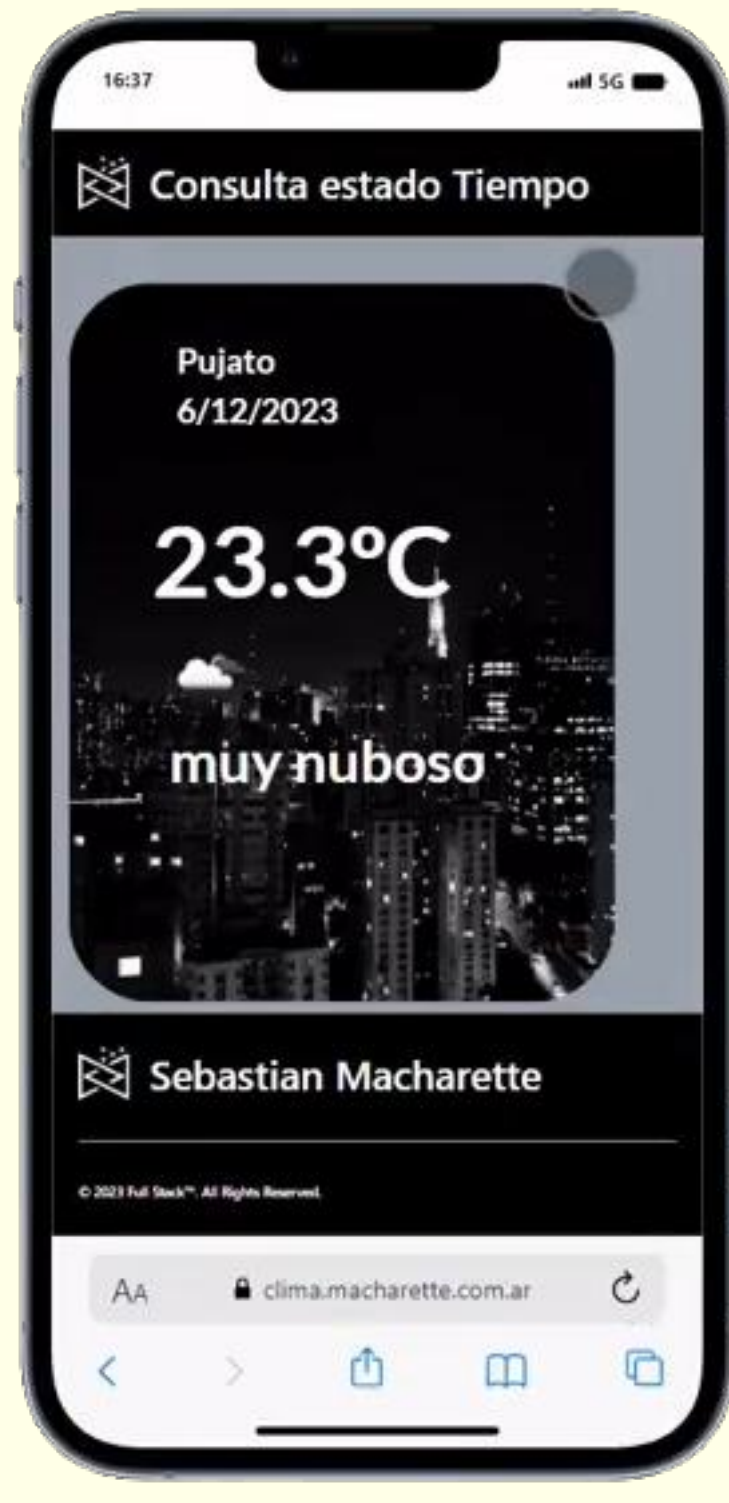 16:37 5G
Consulta estado Tiempo
Pujato
6/12/2023
23.3ºC
muy nuboso
Sebastian Macharette
© 2023 Full Stack™. All Rights Reserved.
AA clima.macharette.com.ar